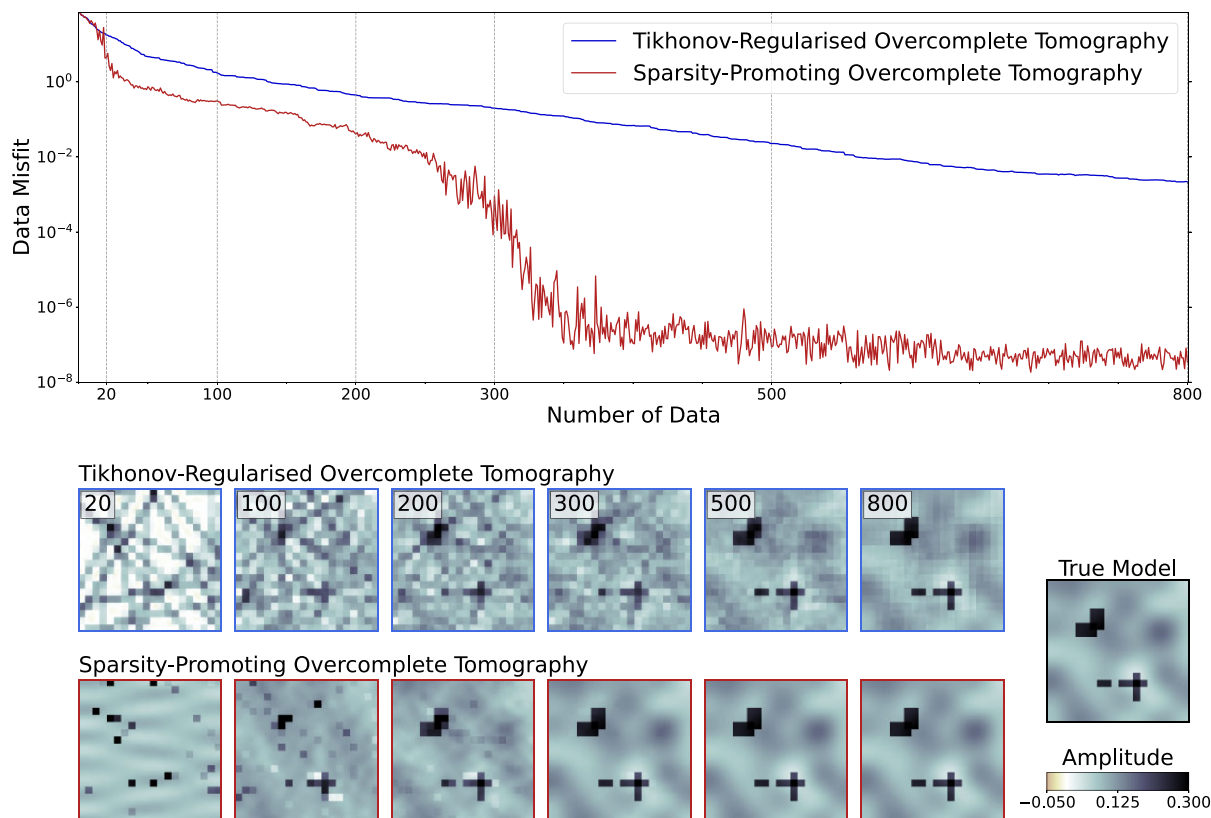 Tikhonov-Regularised Overcomplete Tomography
Sparsity-Promoting Overcomplete Tomography
Data Misfit
10⁰
10⁻²
10⁻⁴
10⁻⁶
10⁻⁸
20 100 200 300 500 800
Number of Data
Tikhonov-Regularised Overcomplete Tomography
20 100 200 300 500 800
Sparsity-Promoting Overcomplete Tomography
True Model
Amplitude
−0.050 0.125 0.300